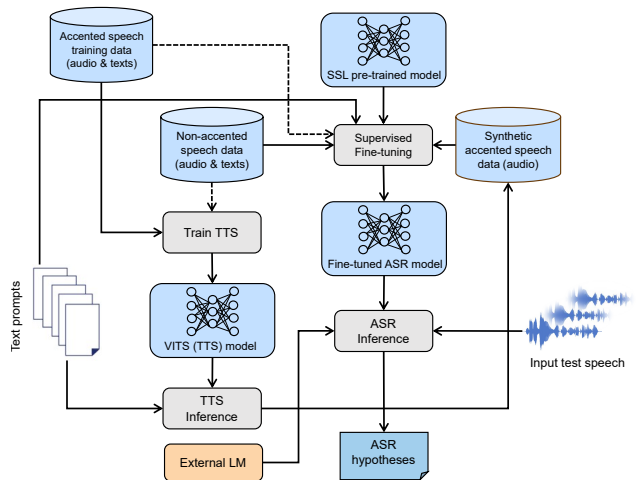 Accented speech
training data
(audio & texts)
SSL pre-trained model
Non-accented
speech data
(audio & texts)
Supervised
Fine-tuning
Synthetic
accented speech
data (audio)
Train TTS
Fine-tuned ASR model
Text prompts
VITS (TTS) model
ASR
Inference
Input test speech
TTS
Inference
External LM
ASR
hypotheses